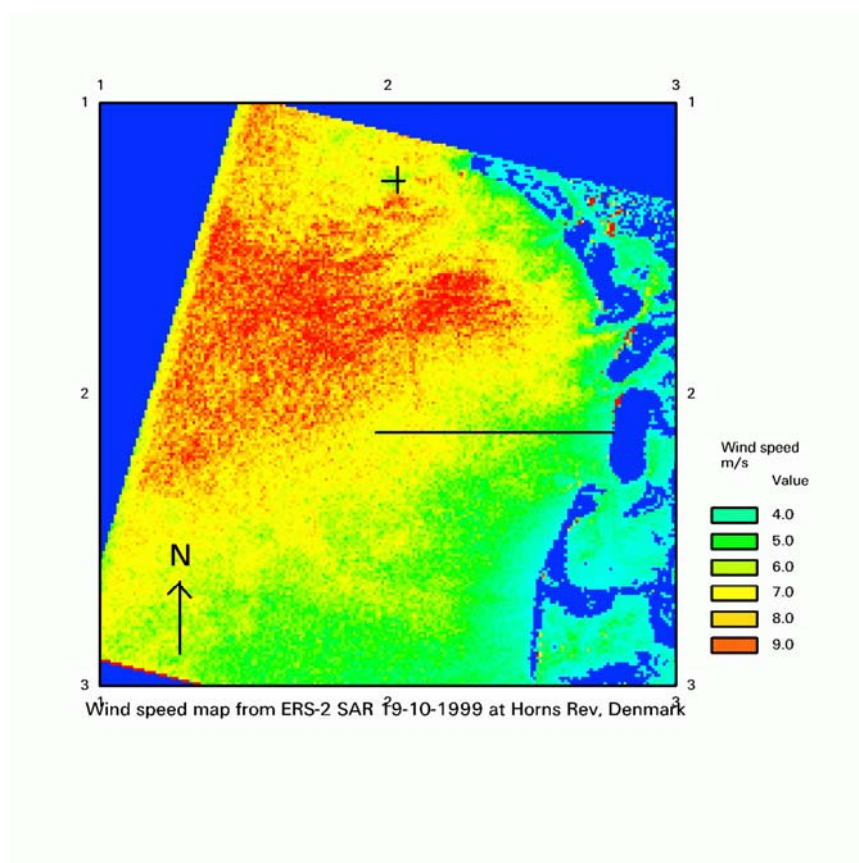 1 2 3
1 1
2 2
Wind speed
m/s
Value
4.0
5.0
N
6.0
7.0
8.0
9.0
3 3
1 2 3
Wind speed map from ERS-2 SAR 19-10-1999 at Horns Rev, Denmark